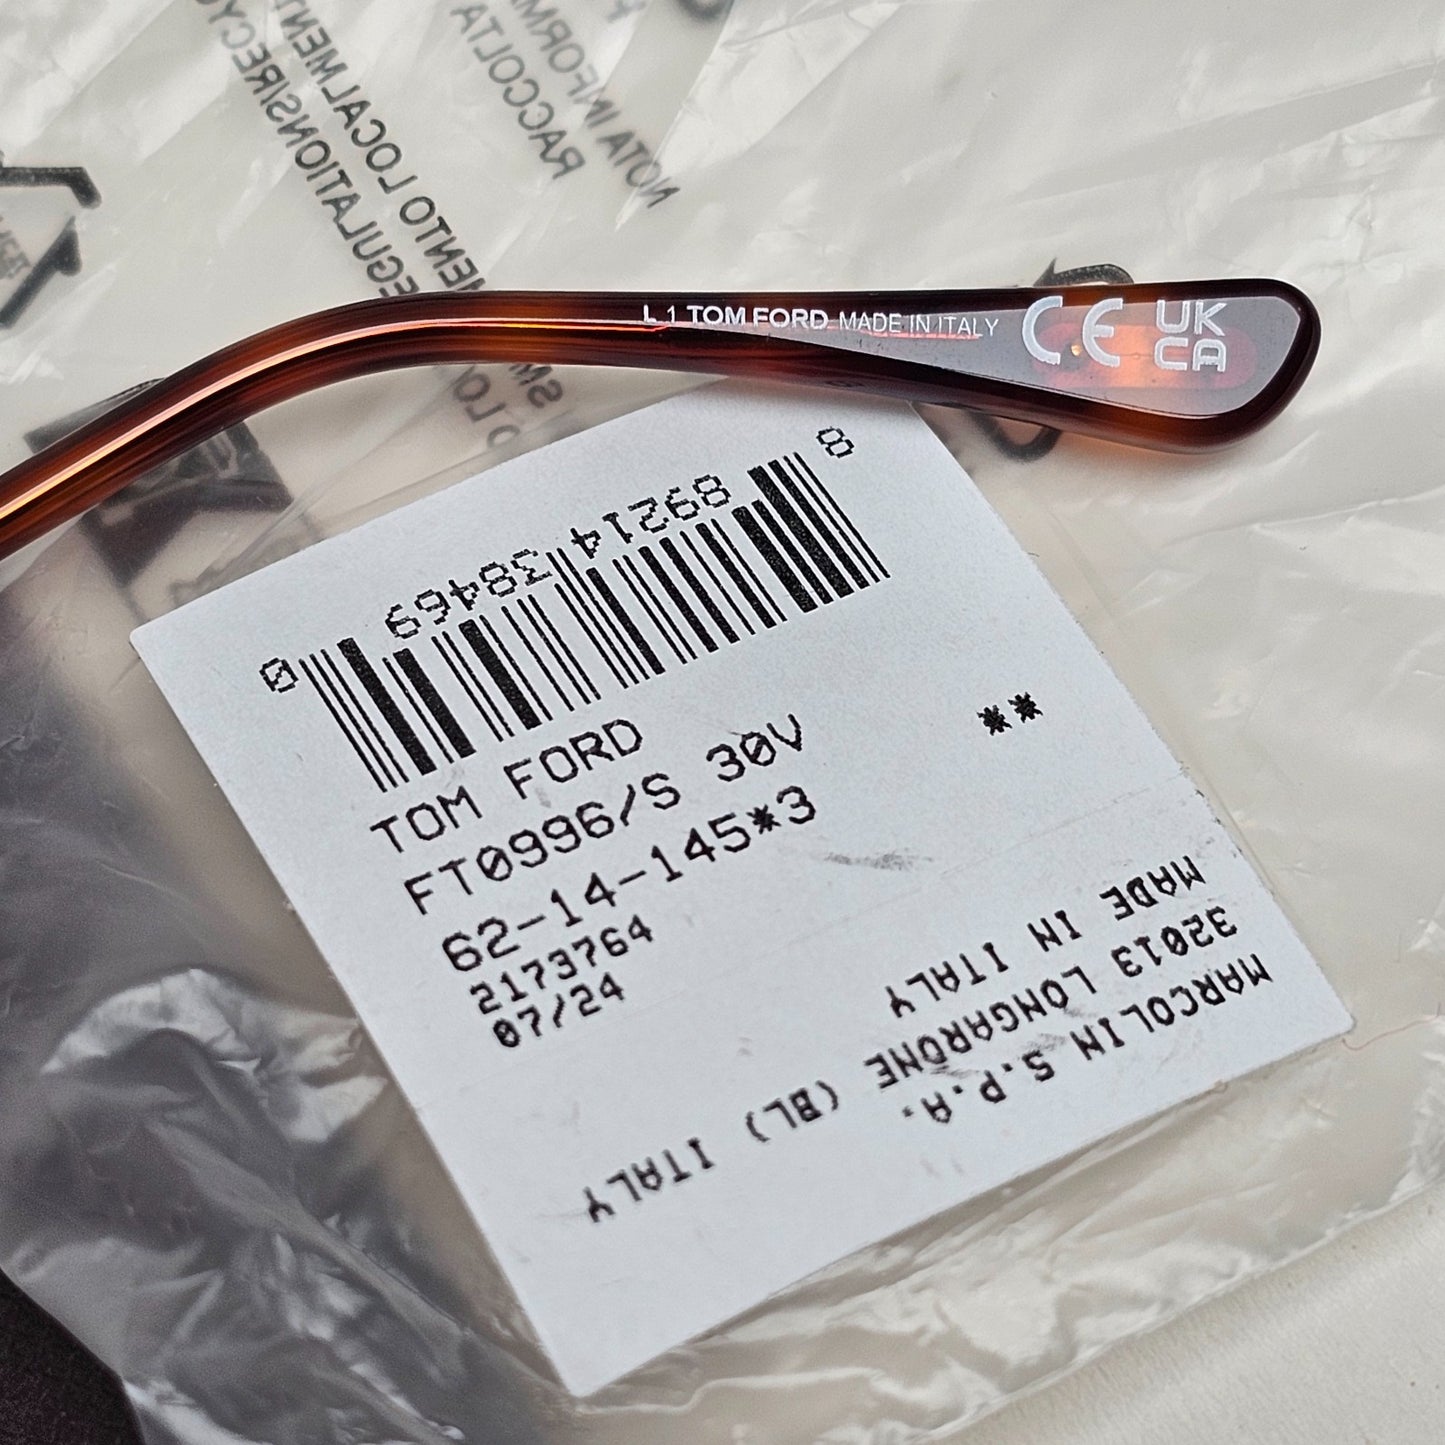 L 1 TOM FORD MADE IN ITALY CE UK
CA
8 89214 38469 0
TOM FORD
FT0996/S 30V **
62-14-145*3
2173764
07/24
MARCOLIN S.P.A.
32013 LONGARONE (BL) ITALY
MADE IN ITALY
RACCOLTA